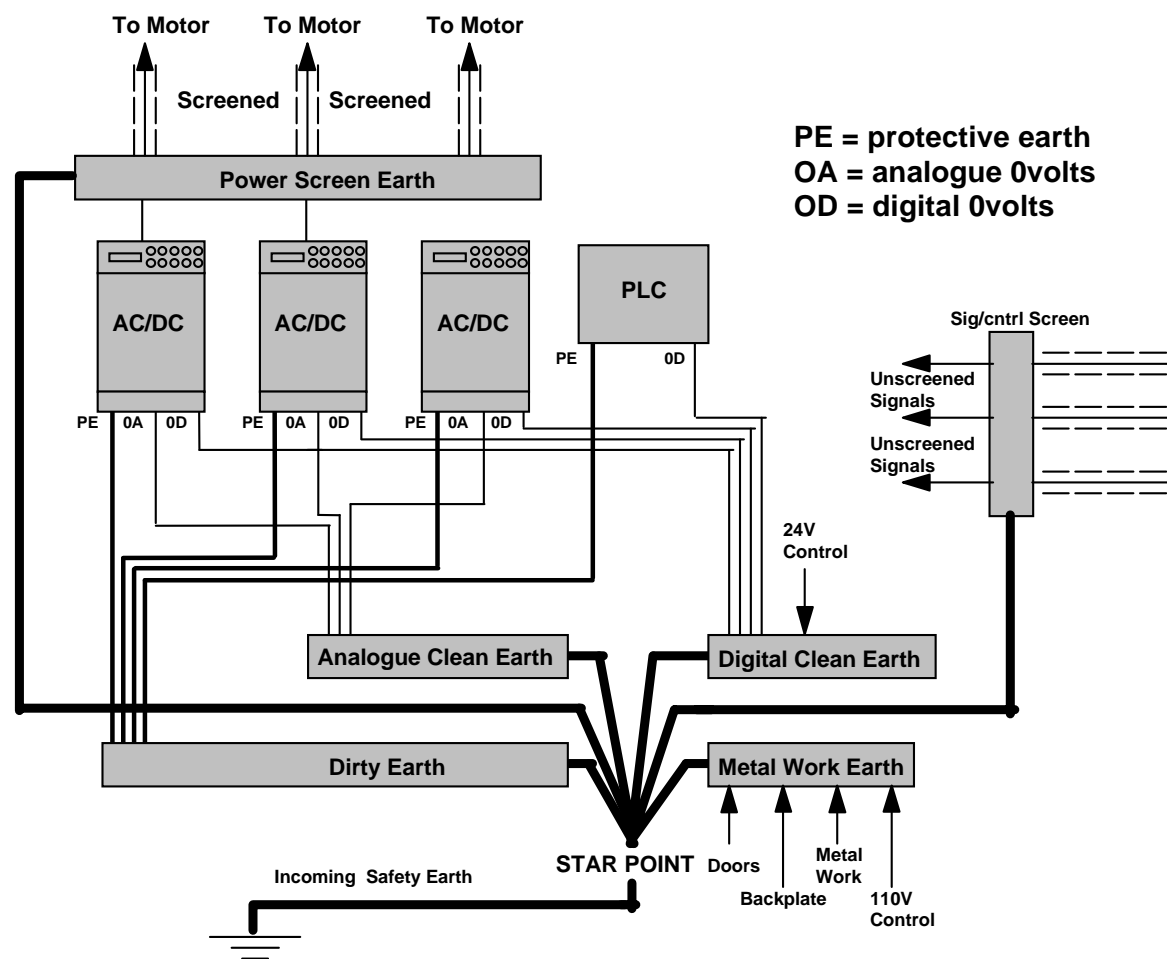 To Motor To Motor To Motor
Screened Screened
PE = protective earth
OA = analogue 0volts
OD = digital 0volts
Power Screen Earth
AC/DC AC/DC AC/DC
PLC
Sig/cntrl Screen
PE 0D
Unscreened
Signals
PE 0A 0D PE 0A 0D PE 0A 0D
Unscreened
Signals
24V
Control
Analogue Clean Earth
Digital Clean Earth
Dirty Earth
Metal Work Earth
STAR POINT
Doors
Metal
Work
Backplate
110V
Control
Incoming Safety Earth